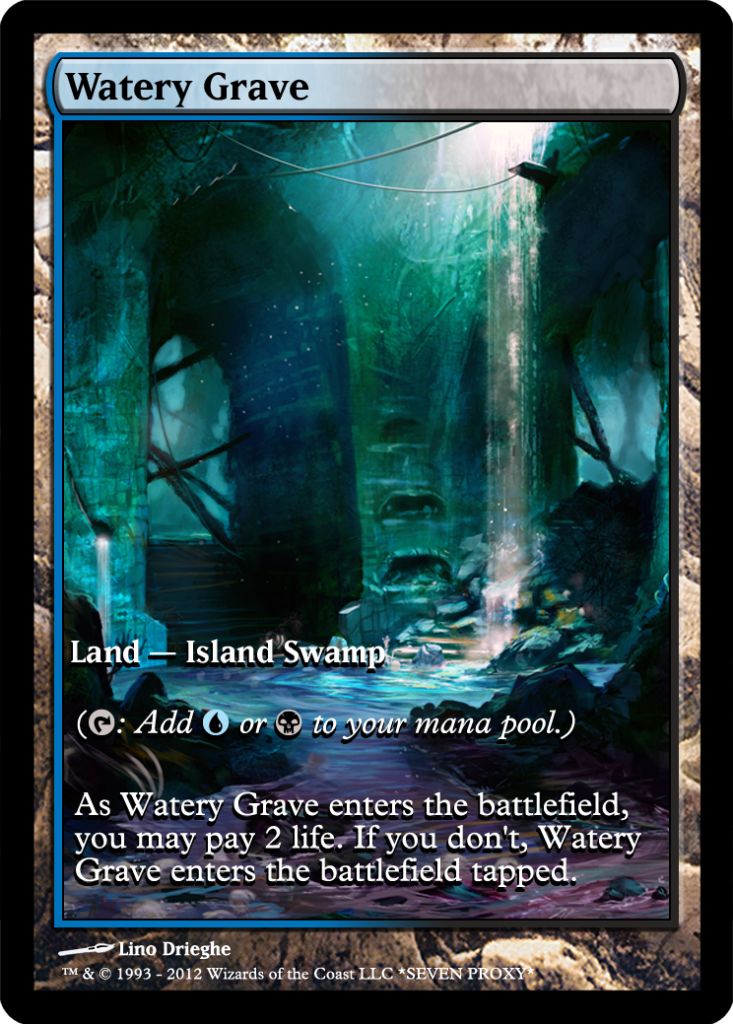 Watery Grave
Land — Island Swamp
(: Add or to your mana pool.)
As Watery Grave enters the battlefield,
you may pay 2 life. If you don't, Watery
Grave enters the battlefield tapped.
Lino Drieghe
™ & © 1993 - 2012 Wizards of the Coast LLC *SEVEN PROXY*